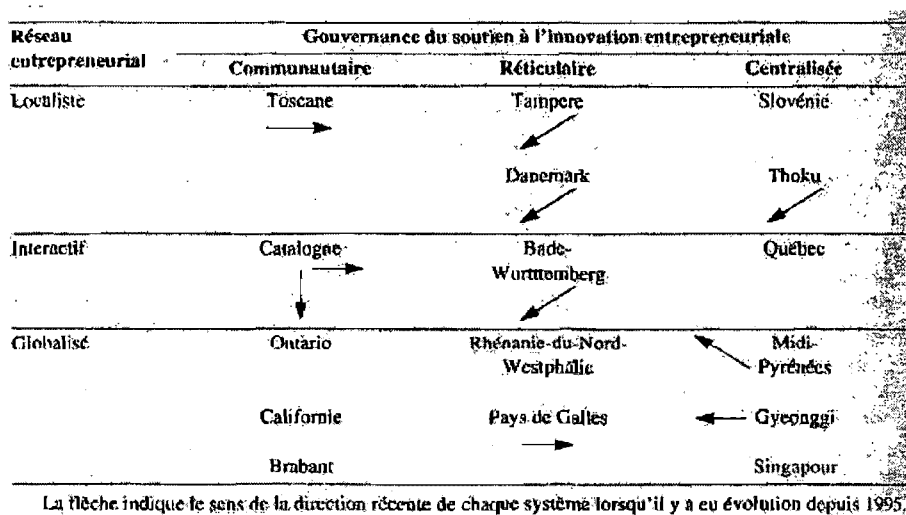 Réseau Gouvernance du soutien à l'innovation entrepreneuriale
entrepreneurial Communautaire Réticulaire Centralisée
Localiste Toscane Tampere Slovénie
Danemark Thoku
Interactif Catalogne Bade- Québec
Wurttemberg
Globalisé Ontario Rhénanie-du-Nord- Midi-
Westphalie Pyrénées
Californie Pays de Galles Gyeonggi
Brabant Singapour
La flèche indique le sens de la direction récente de chaque système lorsqu'il y a eu évolution depuis 1995.